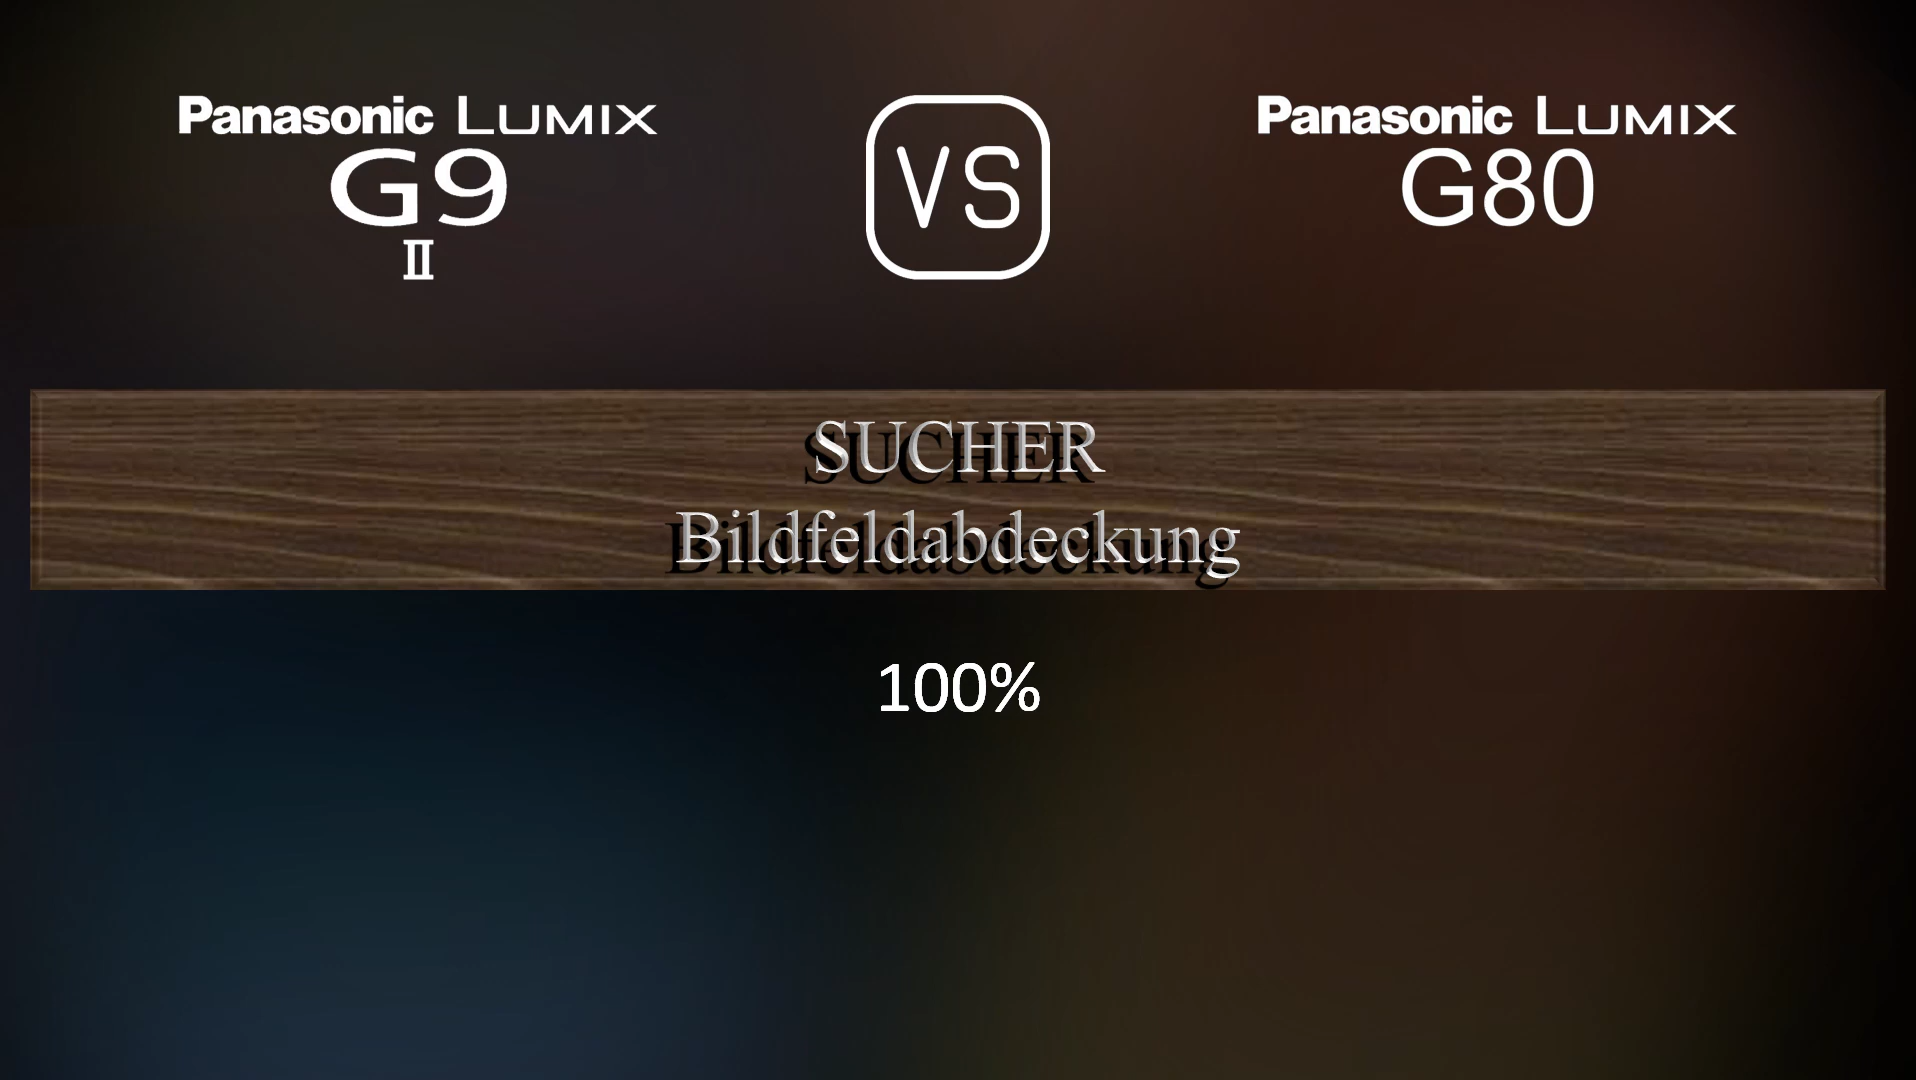 Panasonic LUMIX
G9
II
VS
Panasonic LUMIX
G80
SUCHER
Bildfeldabdeckung
100%